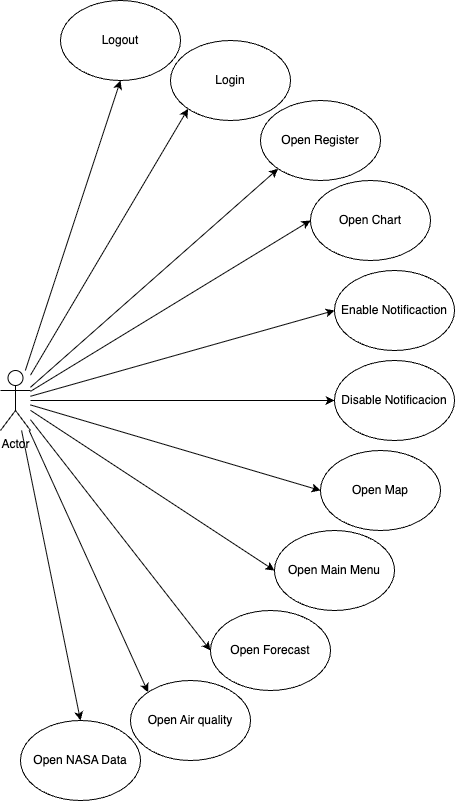 Logout
Login
Open Register
Open Chart
Enable Notificaction
Disable Notificacion
Actor
Open Map
Open Main Menu
Open Forecast
Open Air quality
Open NASA Data